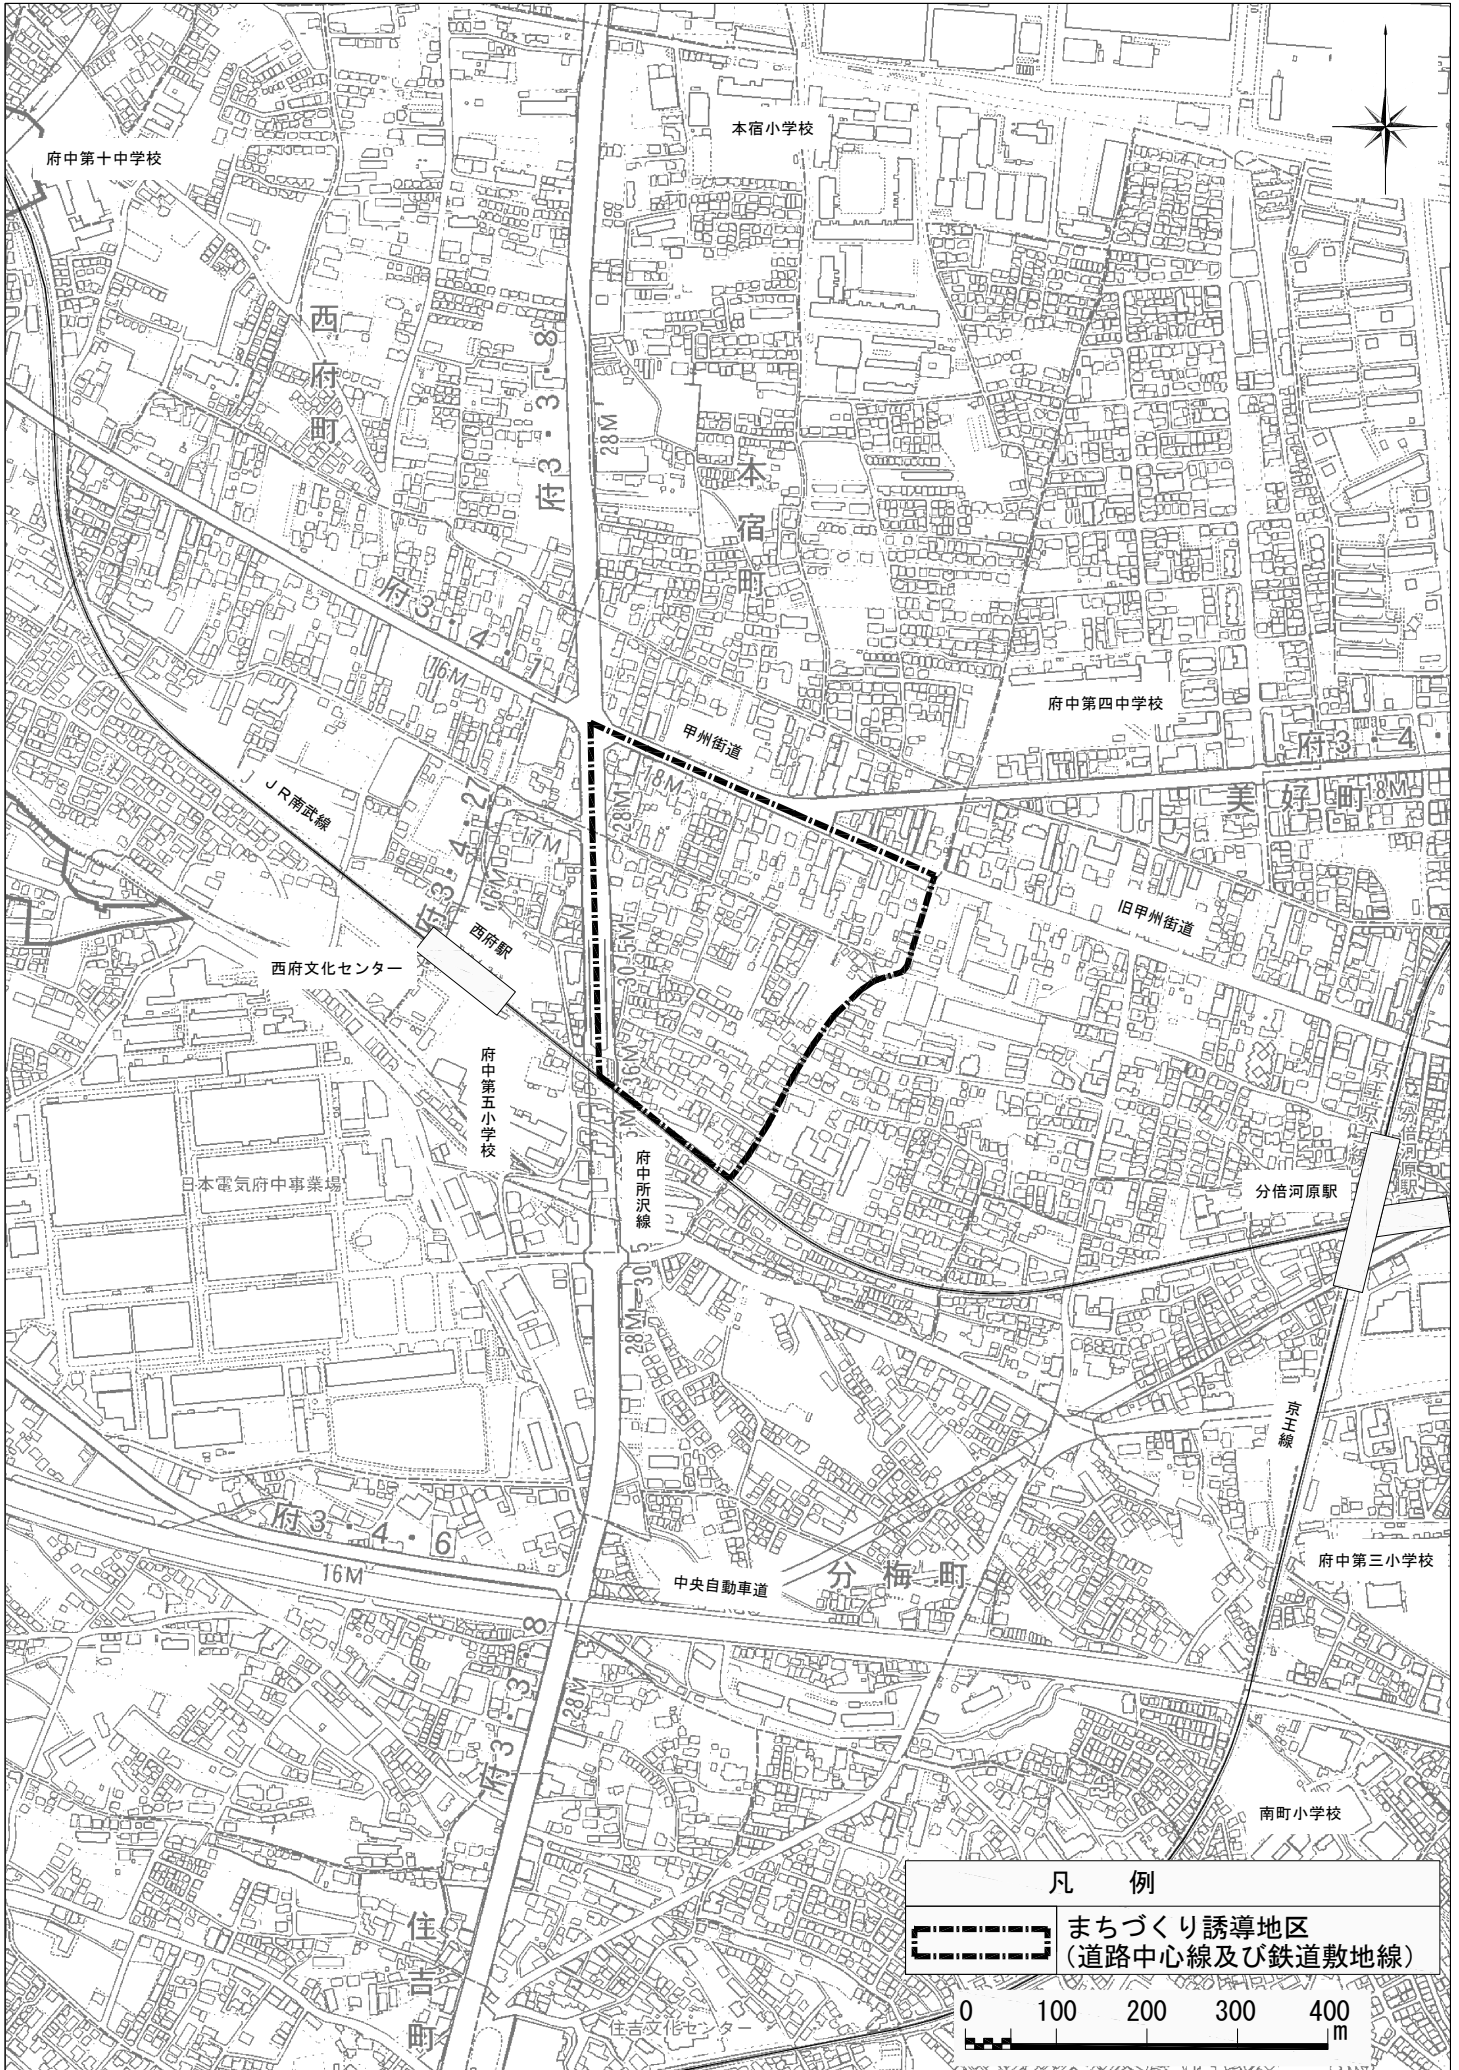 本宿小学校
府中第十中学校
西府町
府3・3・8
28M
本宿町
府3・4・1
16M
府中第四中学校
甲州街道
府3・4・
18M
18M
美好町
JR南武線
府3・4・27
17M
28M
16M
旧甲州街道
西府駅
西府文化センター
30.15M
府中第五小学校
36M
府中所沢線
日本電気府中事業場
分倍河原駅
分倍河原駅
28M―30.5
京王線
府3・4・6
16M
中央自動車道
分梅町
府中第三小学校
府3・3・8
28M
南町小学校
住吉町
住吉文化センター
凡 例
まちづくり誘導地区
(道路中心線及び鉄道敷地線)
0 100 200 300 400
m